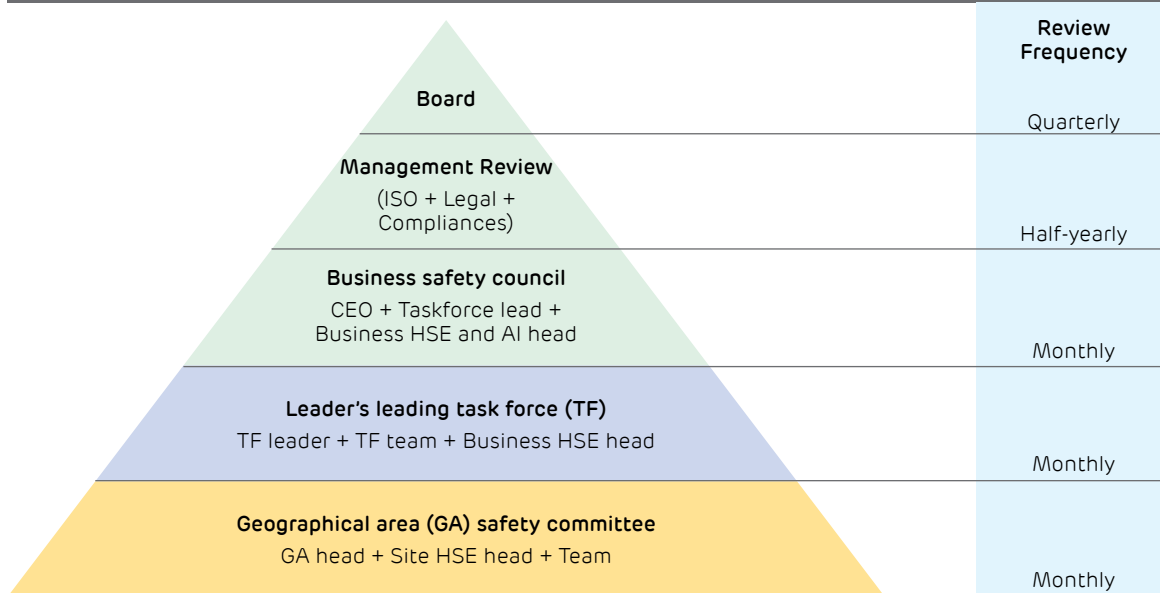 Review
Frequency
Board
Quarterly
Management Review
(ISO + Legal +
Compliances)
Half-yearly
Business safety council
CEO + Taskforce lead +
Business HSE and AI head
Monthly
Leader’s leading task force (TF)
TF leader + TF team + Business HSE head
Monthly
Geographical area (GA) safety committee
GA head + Site HSE head + Team
Monthly